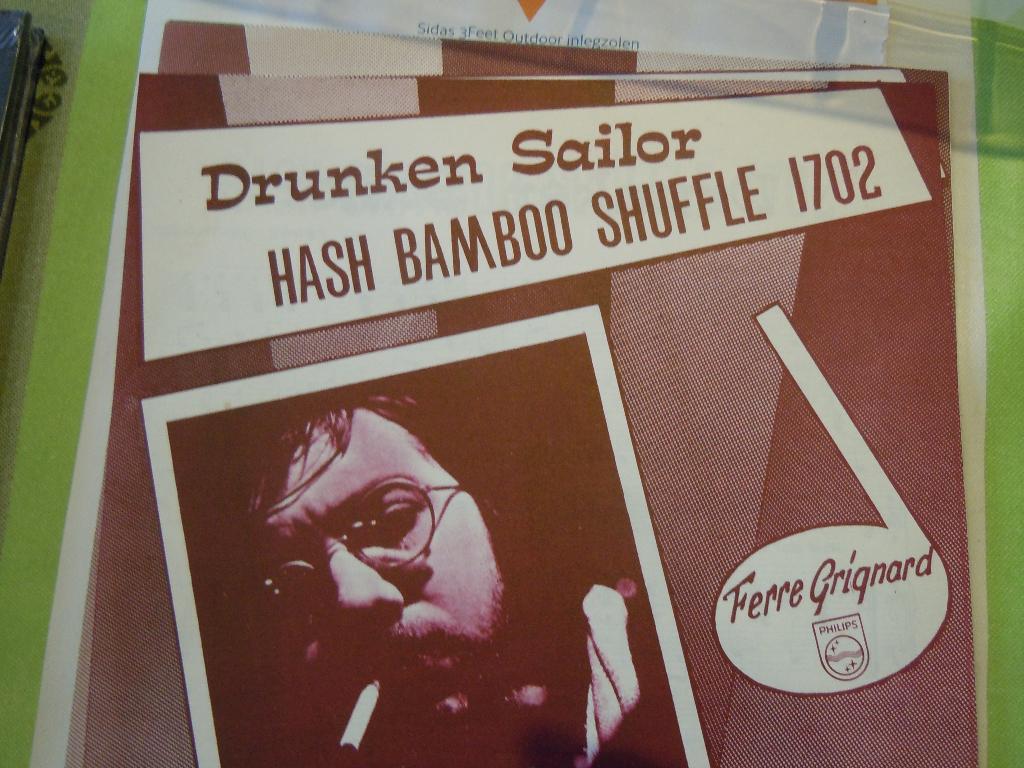 Sidas 3Feet Outdoor inlegzolen
Drunken Sailor
HASH BAMBOO SHUFFLE 1702
Ferre Grignard
PHILIPS